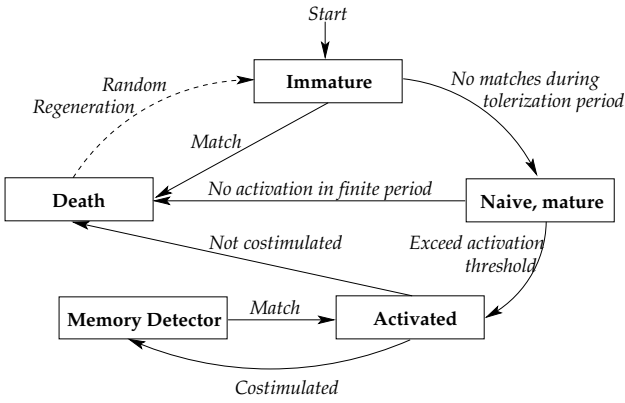 Start
Immature
Random
Regeneration
No matches during
tolerization period
Match
Death
No activation in finite period
Naive, mature
Not costimulated
Exceed activation
threshold
Memory Detector
Match
Activated
Costimulated